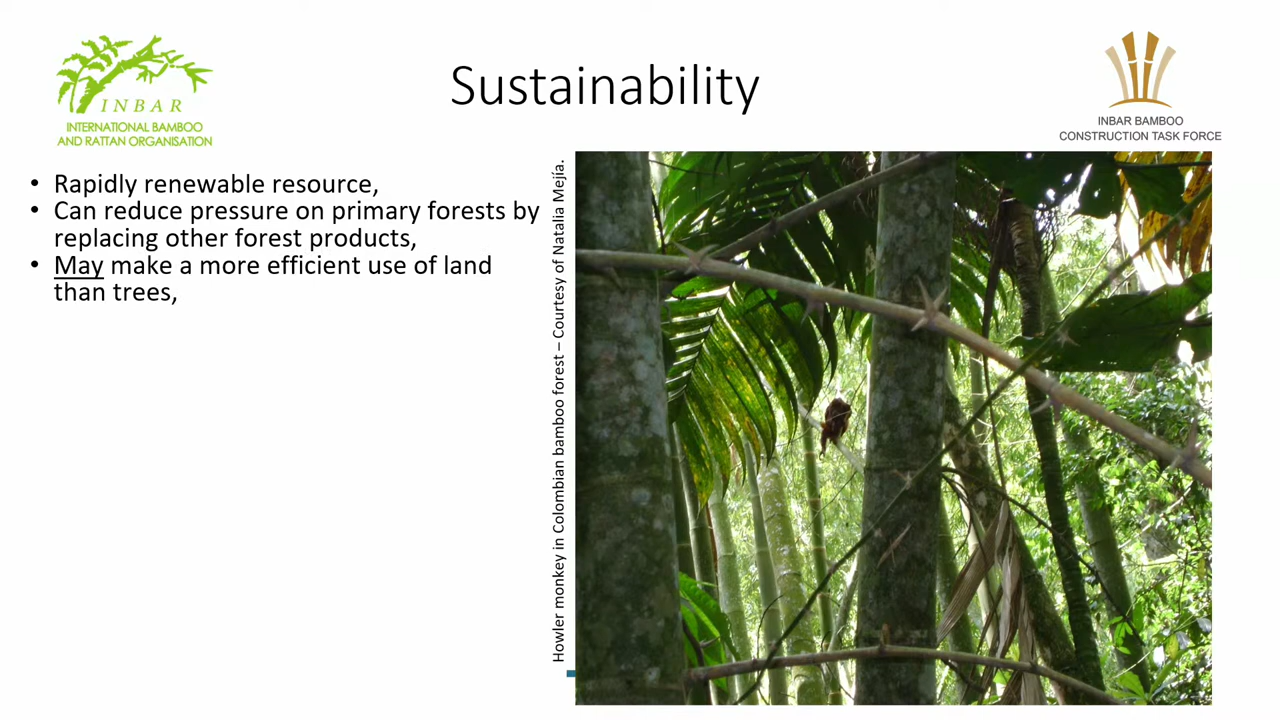 INBAR
INTERNATIONAL BAMBOO
AND RATTAN ORGANISATION
Sustainability
INBAR BAMBOO
CONSTRUCTION TASK FORCE
• Rapidly renewable resource,
• Can reduce pressure on primary forests by
replacing other forest products,
• May make a more efficient use of land
than trees,
Howler monkey in Colombian bamboo forest – Courtesy of Natalia Mejía.